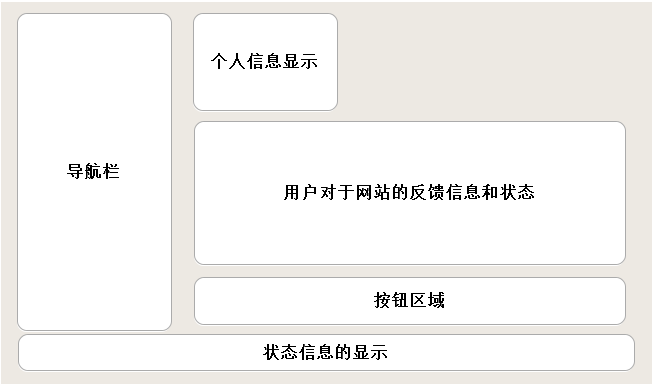 个人信息显示
导航栏
用户对于网站的反馈信息和状态
按钮区域
状态信息的显示